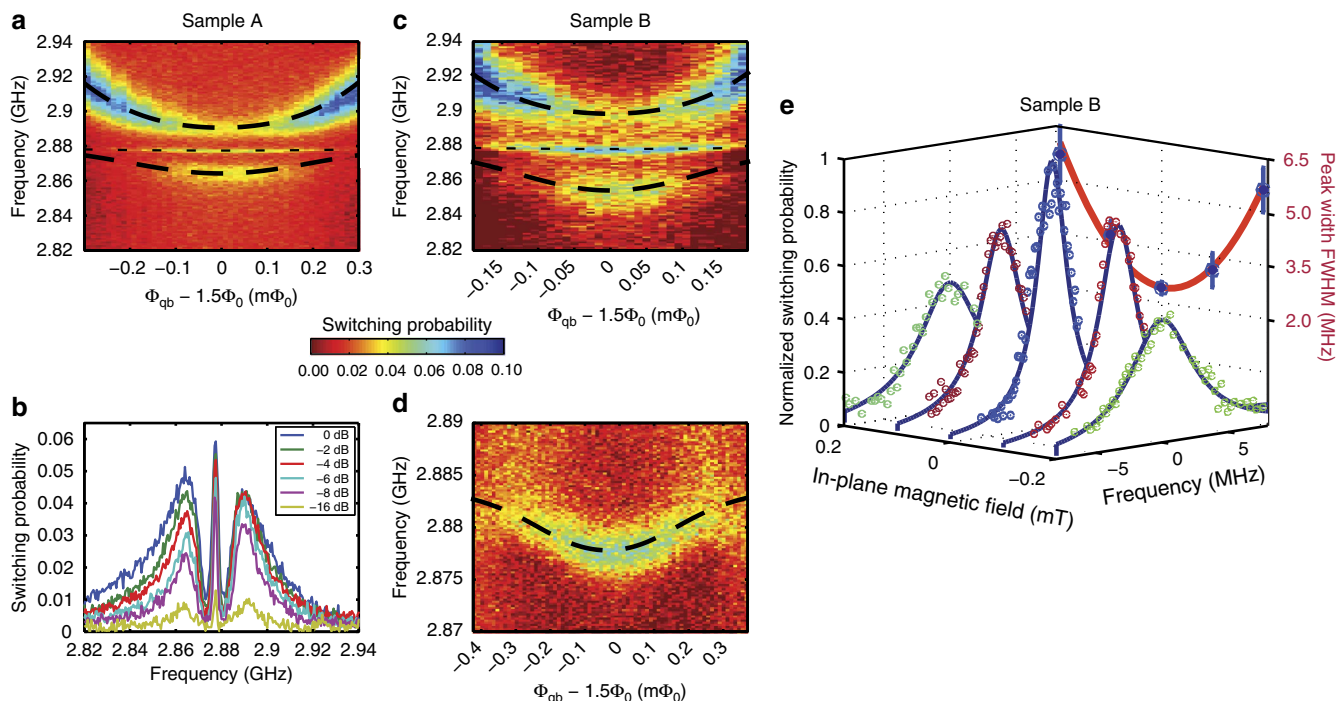 a
Sample A
2.94
2.92
2.9
2.88
2.86
2.84
2.82
Frequency (GHz)
−0.2 −0.1 0 0.1 0.2 0.3
Φqb − 1.5Φ0 (mΦ0)
c
Sample B
2.94
2.92
2.9
2.88
2.86
2.84
2.82
Frequency (GHz)
−0.15 −0.1 −0.05 0 0.05 0.1 0.15
Φqb − 1.5Φ0 (mΦ0)
Switching probability
0.00 0.02 0.04 0.06 0.08 0.10
b
0.06
0.05
0.04
0.03
0.02
0.01
0
Switching probability
0 dB
−2 dB
−4 dB
−6 dB
−8 dB
−16 dB
2.82 2.84 2.86 2.88 2.9 2.92 2.94
Frequency (GHz)
d
2.89
2.885
2.88
2.875
2.87
Frequency (GHz)
−0.4 −0.3 −0.2 −0.1 0 0.1 0.2 0.3
Φqb − 1.5Φ0 (mΦ0)
e
Sample B
1
0.8
0.6
0.4
0.2
0
Normalized switching probability
6.5
5.0
3.5
2.0
Peak width FWHM
(MHz)
0.2 0 −0.2
In-plane magnetic field (mT)
−5 0 5
Frequency (MHz)